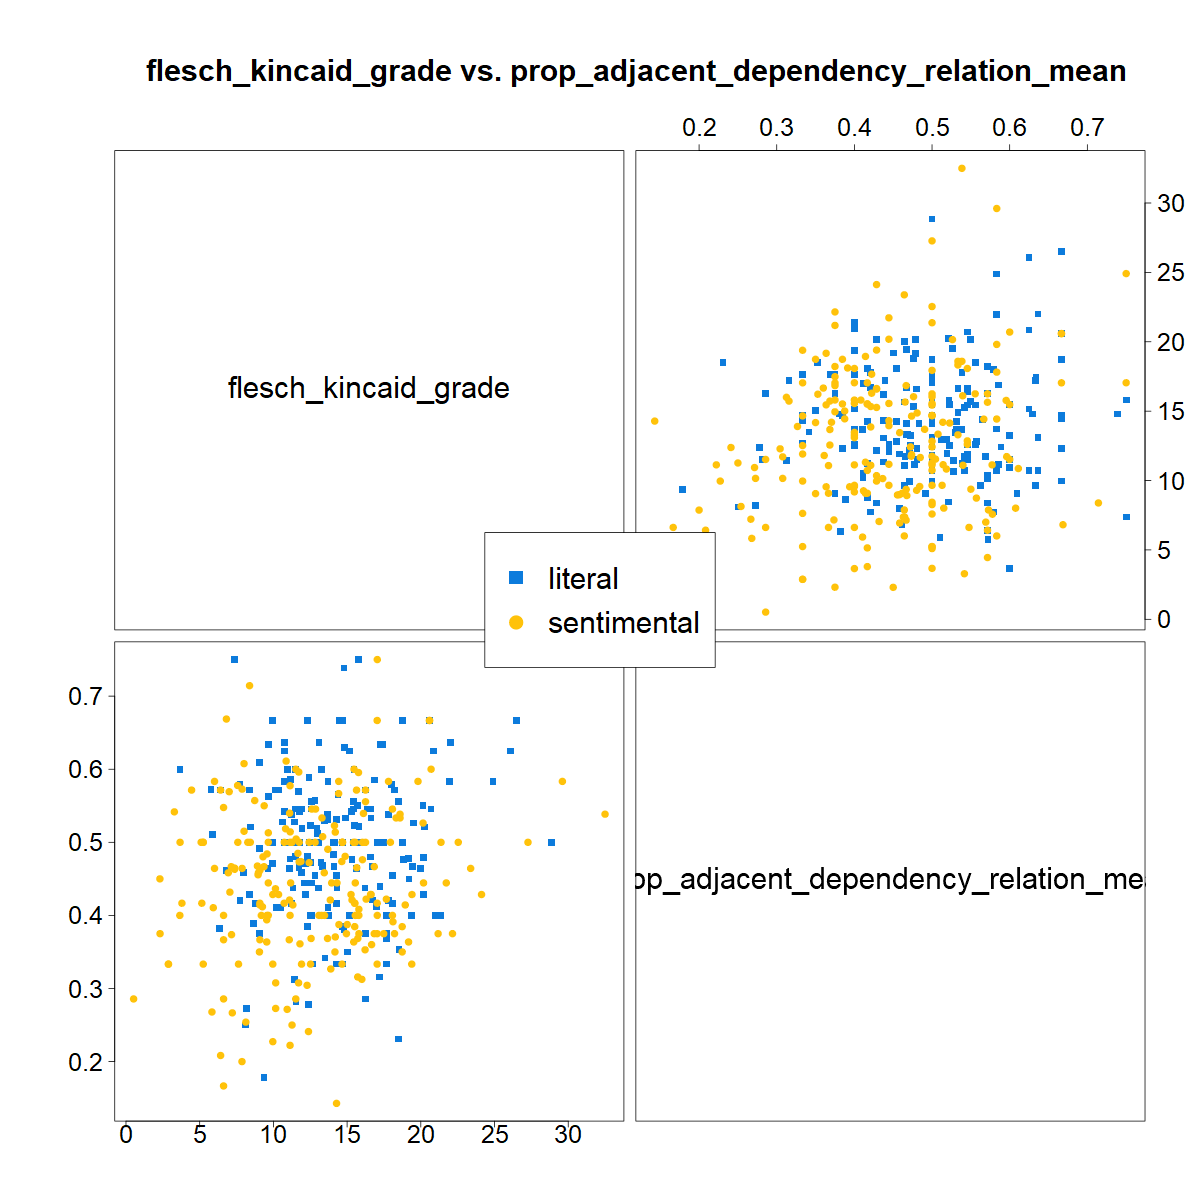 flesch_kincaid_grade vs. prop_adjacent_dependency_relation_mean
0.2 0.3 0.4 0.5 0.6 0.7
flesch_kincaid_grade
30
25
20
15
10
5
0
literal
sentimental
0.7
0.6
0.5
0.4
0.3
0.2
op_adjacent_dependency_relation_me
0 5 10 15 20 25 30